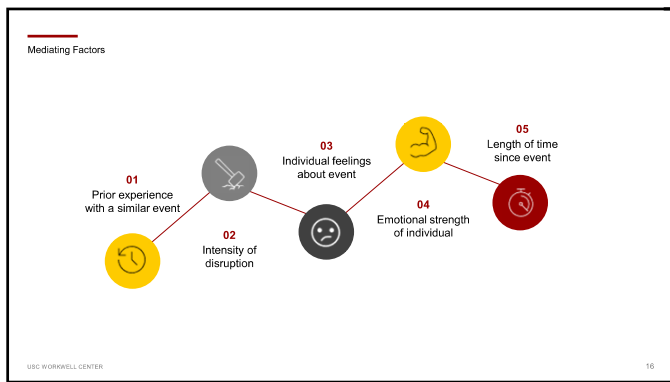 Mediating Factors
01
Prior experience
with a similar event
02
Intensity of
disruption
03
Individual feelings
about event
04
Emotional strength
of individual
05
Length of time
since event
USC WORKWELL CENTER
16